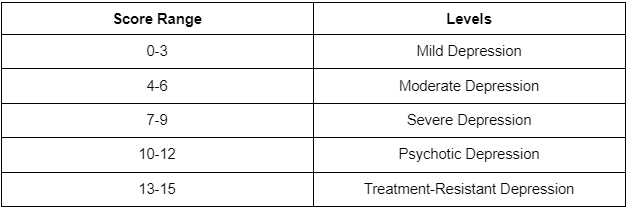 Score Range Levels
0-3 Mild Depression
4-6 Moderate Depression
7-9 Severe Depression
10-12 Psychotic Depression
13-15 Treatment-Resistant Depression